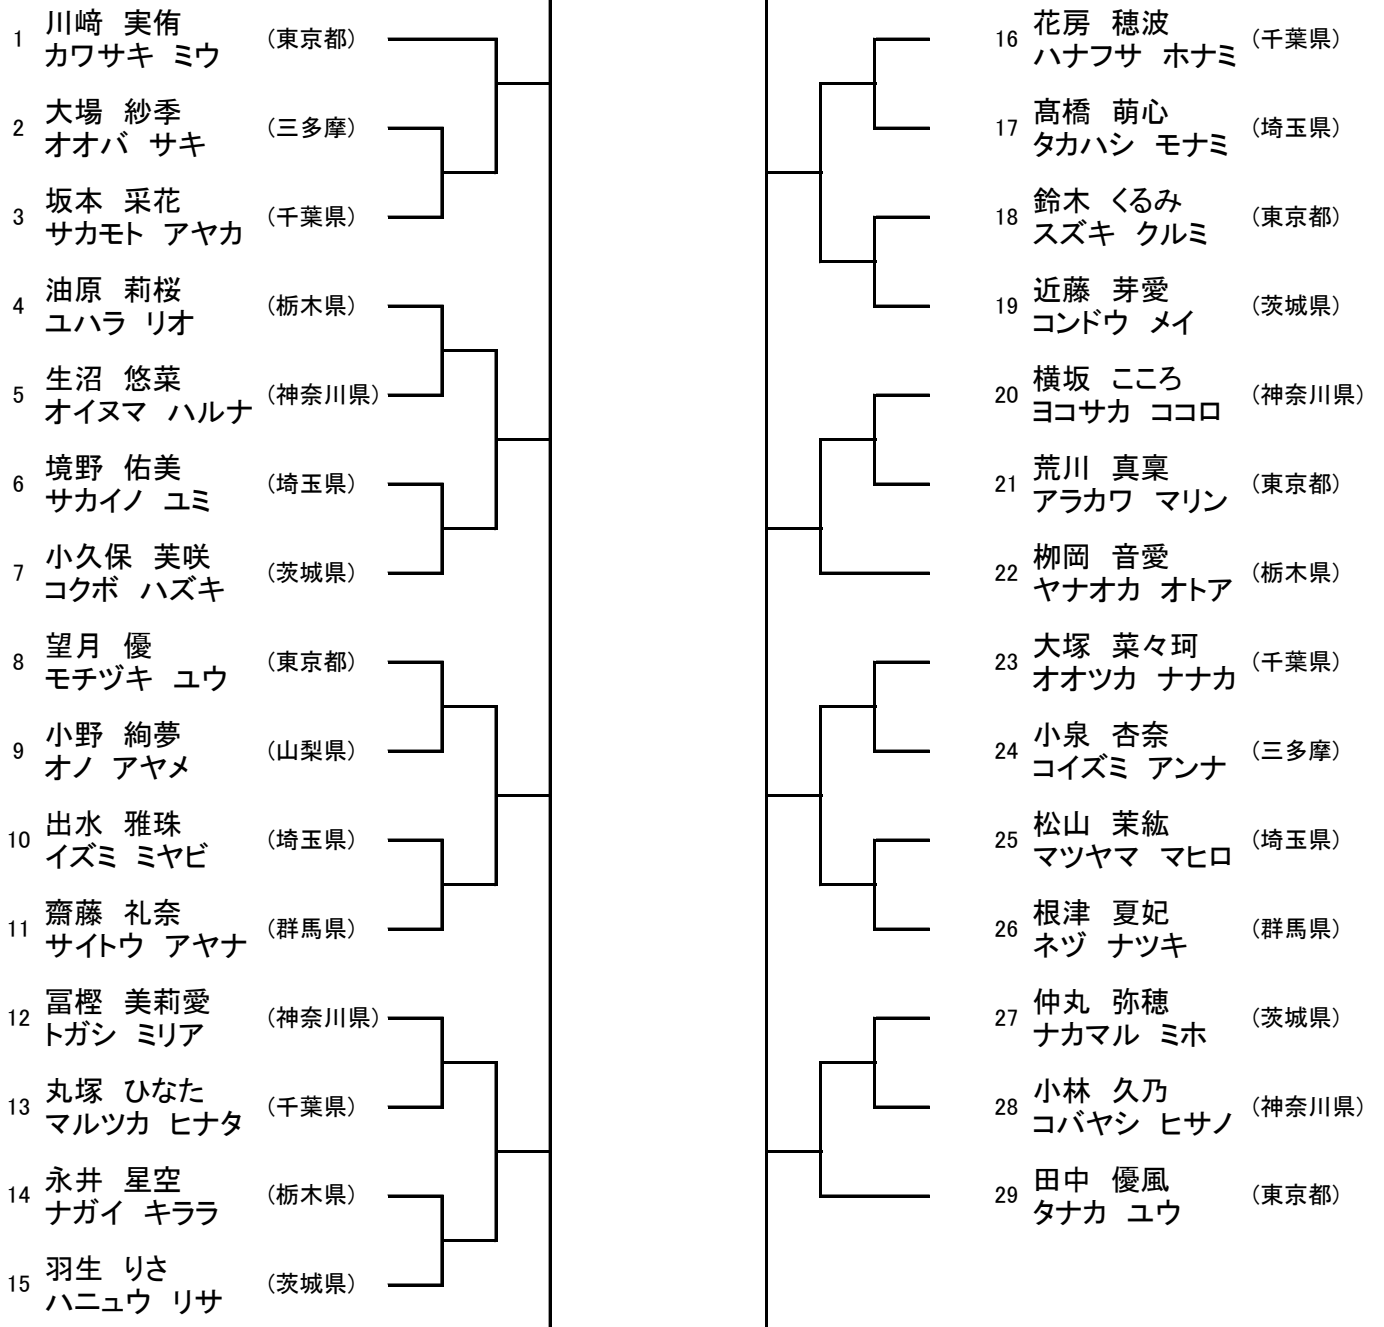 1 川﨑 実侑 (東京都)
カワサキ ミウ
2 大場 紗季 (三多摩)
オオバ サキ
3 坂本 采花 (千葉県)
サカモト アヤカ
4 油原 莉桜 (栃木県)
ユハラ リオ
5 生沼 悠菜 (神奈川県)
オイヌマ ハルナ
6 境野 佑美 (埼玉県)
サカイノ ユミ
7 小久保 芙咲 (茨城県)
コクボ ハズキ
8 望月 優 (東京都)
モチヅキ ユウ
9 小野 絢夢 (山梨県)
オノ アヤメ
10 出水 雅珠 (埼玉県)
イズミ ミヤビ
11 齋藤 礼奈 (群馬県)
サイトウ アヤナ
12 冨樫 美莉愛 (神奈川県)
トガシ ミリア
13 丸塚 ひなた (千葉県)
マルツカ ヒナタ
14 永井 星空 (栃木県)
ナガイ キララ
15 羽生 りさ (茨城県)
ハニュウ リサ
16 花房 穂波 (千葉県)
ハナフサ ホナミ
17 髙橋 萌心 (埼玉県)
タカハシ モナミ
18 鈴木 くるみ (東京都)
スズキ クルミ
19 近藤 芽愛 (茨城県)
コンドウ メイ
20 横坂 こころ (神奈川県)
ヨコサカ ココロ
21 荒川 真稟 (東京都)
アラカワ マリン
22 栁岡 音愛 (栃木県)
ヤナオカ オトア
23 大塚 菜々珂 (千葉県)
オオツカ ナナカ
24 小泉 杏奈 (三多摩)
コイズミ アンナ
25 松山 茉紘 (埼玉県)
マツヤマ マヒロ
26 根津 夏妃 (群馬県)
ネヅ ナツキ
27 仲丸 弥穂 (茨城県)
ナカマル ミホ
28 小林 久乃 (神奈川県)
コバヤシ ヒサノ
29 田中 優風 (東京都)
タナカ ユウ